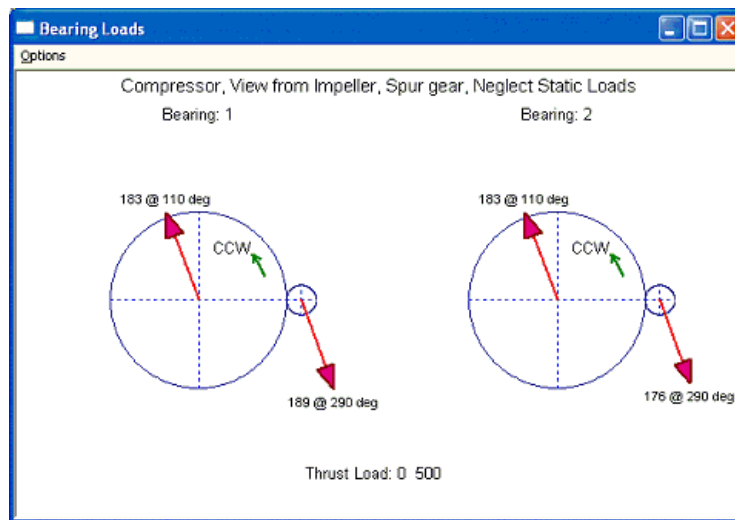 Bearing Loads
Options
Compressor, View from Impeller, Spur gear, Neglect Static Loads
Bearing: 1
Bearing: 2
183 @ 110 deg
183 @ 110 deg
CCW
CCW
189 @ 290 deg
176 @ 290 deg
Thrust Load: 0 500